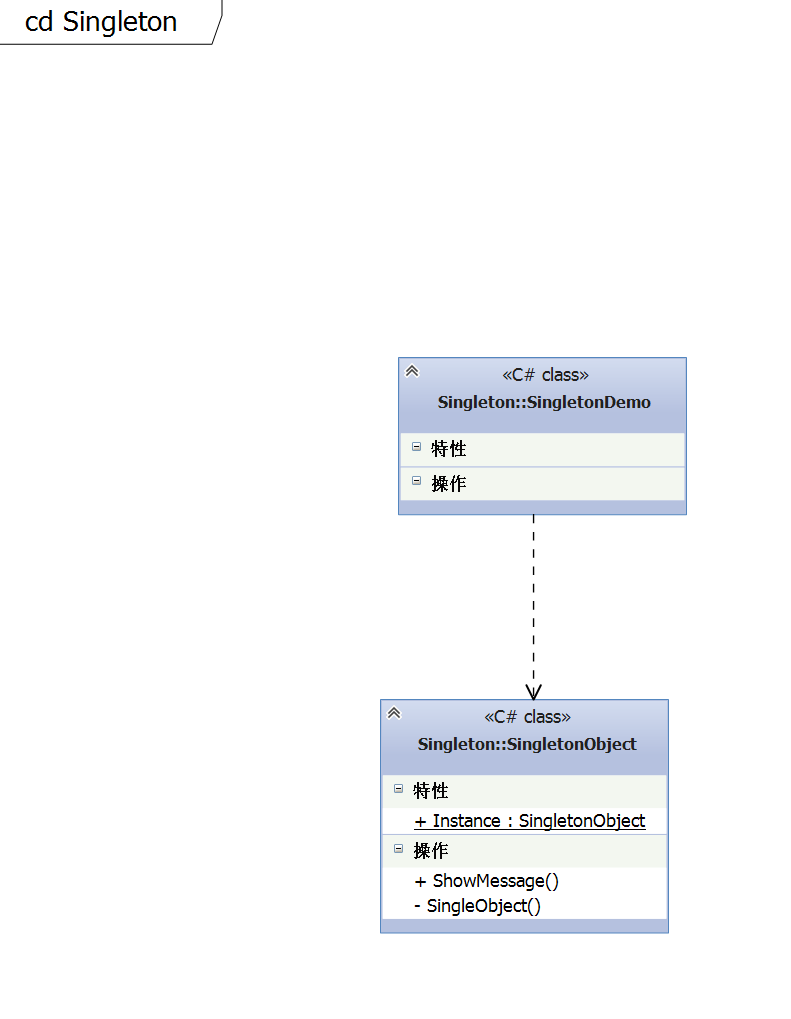 cd Singleton
«C# class»
Singleton::SingletonDemo
特性
操作
«C# class»
Singleton::SingletonObject
特性
+ Instance : SingletonObject
操作
+ ShowMessage()
- SingleObject()